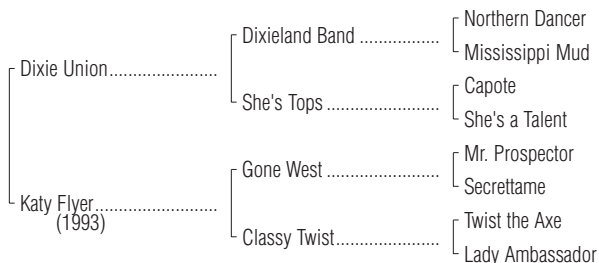 Northern Dancer
Dixieland Band ..................
Mississippi Mud
Dixie Union........................
Capote
She's Tops .........................
She's a Talent
Mr. Prospector
Gone West .........................
Secrettame
Katy Flyer...........................
(1993)
Twist the Axe
Classy Twist.......................
Lady Ambassador